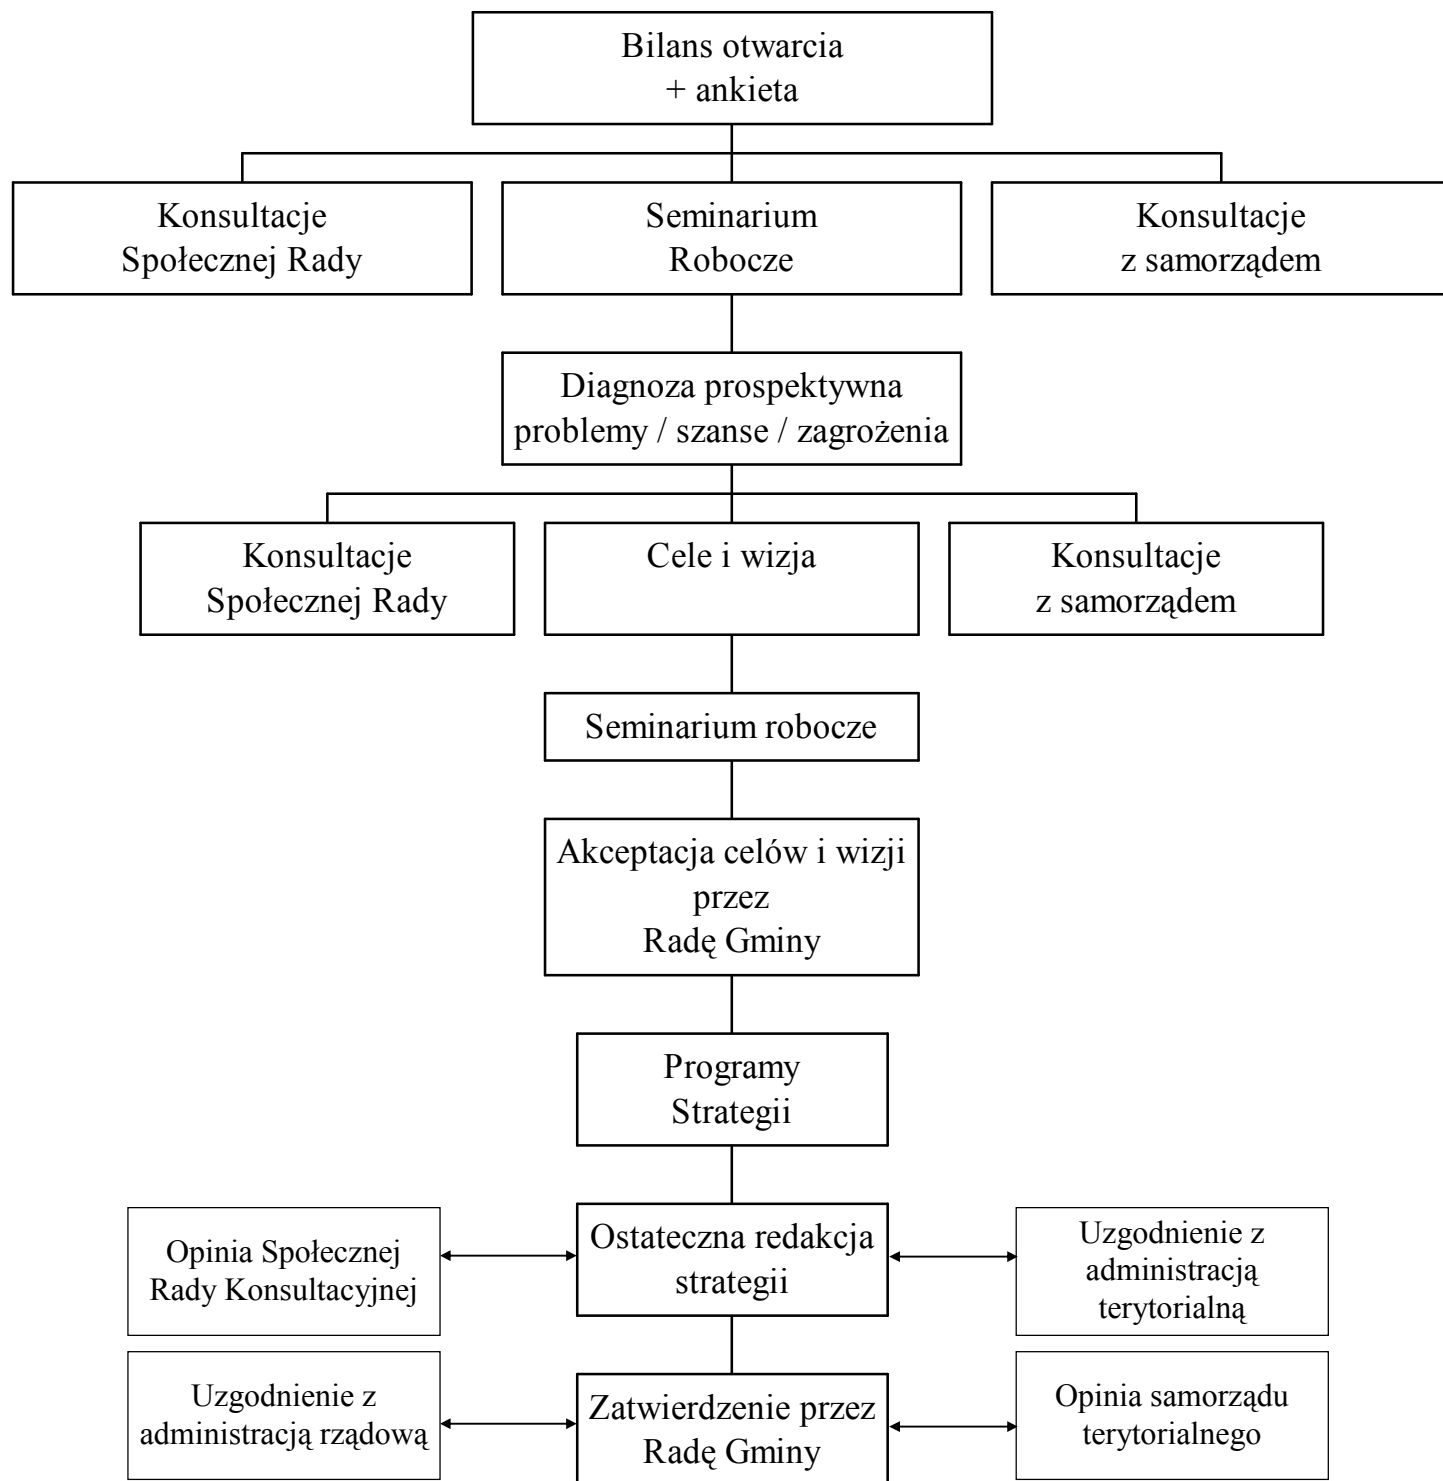 Bilans otwarcia
+ ankieta
Konsultacje
Społecznej Rady
Seminarium
Robocze
Konsultacje
z samorządem
Diagnoza prospektywna
problemy / szanse / zagrożenia
Konsultacje
Społecznej Rady
Cele i wizja
Konsultacje
z samorządem
Seminarium robocze
Akceptacja celów i wizji
przez
Radę Gminy
Programy
Strategii
Opinia Społecznej
Rady Konsultacyjnej
Ostateczna redakcja
strategii
Uzgodnienie z
administracją
terytorialną
Uzgodnienie z
administracją rządową
Zatwierdzenie przez
Radę Gminy
Opinia samorządu
terytorialnego